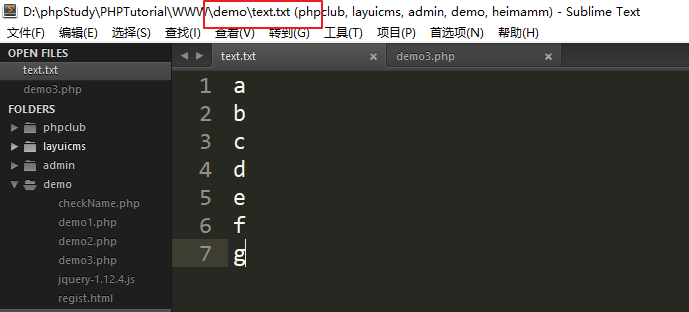 D:\phpStudy\PHPTutorial\WWW\demo\text.txt (phpclub, layuicms, admin, demo, heimamm) - Sublime Text
文件(F) 编辑(E) 选择(S) 查找(I) 查看(V) 转到(G) 工具(T) 项目(P) 首选项(N) 帮助(H)
OPEN FILES
text.txt
demo3.php
FOLDERS
phpclub
layuicms
admin
demo
checkName.php
demo1.php
demo2.php
demo3.php
jquery-1.12.4.js
regist.html
text.txt × demo3.php ×
1 a
2 b
3 c
4 d
5 e
6 f
7 g